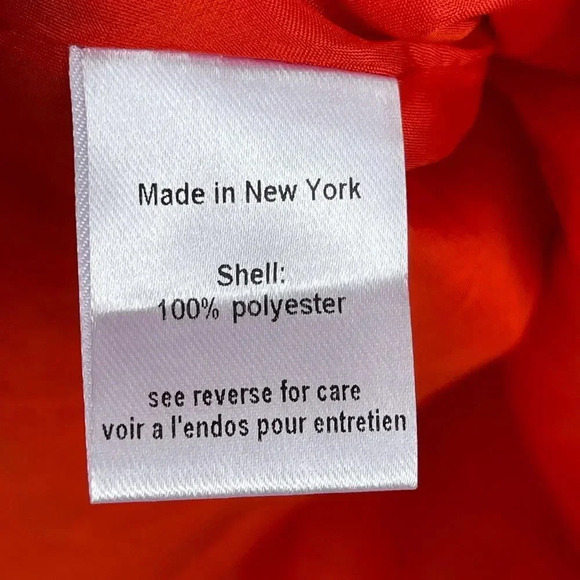 Made in New York
Shell:
100% polyester
see reverse for care
voir a l'endos pour entretien